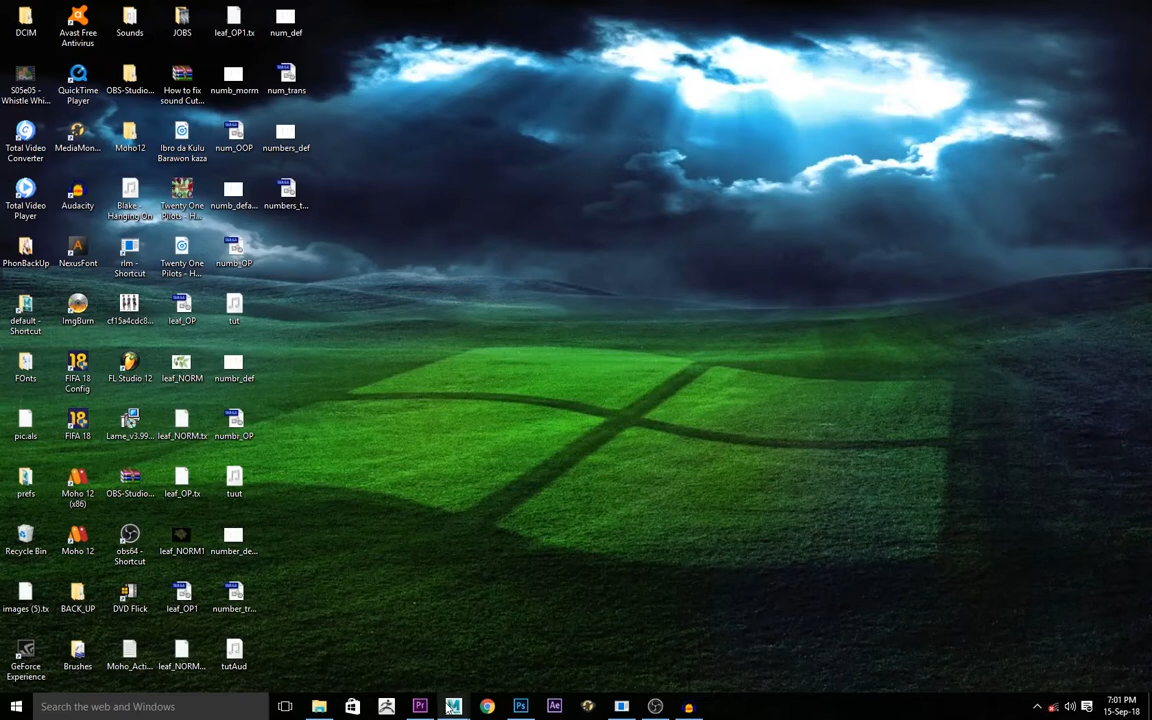 DCIM
Avast Free
Antivirus
Sounds
JOBS
leaf_OP1.tx
num_def
S05e05 -
Whistle Whi...
QuickTime
Player
OBS-Studio...
How to fix
sound Cut...
numb_morm
num_trans
Total Video
Converter
MediaMon...
Moho12
Ibro da Kulu
Barawon kaza
num_OOP
numbers_def
Total Video
Player
Audacity
Blake -
Hanging On
Twenty One
Pilots - H...
numb_defa...
numbers_t...
PhonBackUp
NexusFont
rlm -
Shortcut
Twenty One
Pilots - H...
numb_OP
default -
Shortcut
ImgBurn
cf15a4cdc8...
leaf_OP
tut
FOnts
FIFA 18
Config
FL Studio 12
leaf_NORM
numbr_def
pic.als
FIFA 18
Lame_v3.99...
leaf_NORM.tx
numbr_OP
prefs
Moho 12
(x86)
OBS-Studio...
leaf_OP.tx
tuut
Recycle Bin
Moho 12
obs64 -
Shortcut
leaf_NORM1
number_de...
images (5).tx
BACK_UP
DVD Flick
leaf_OP1
number_tr...
GeForce
Experience
Brushes
Moho_Acti...
leaf_NORM...
tutAud
Search the web and Windows
Pr
Ps
Ae
7:01 PM
15-Sep-18